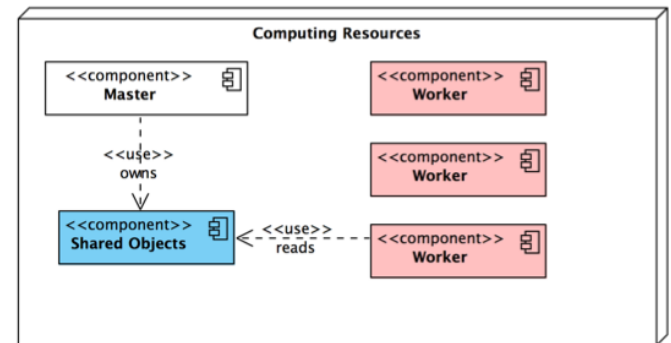 Computing Resources
<<component>>
Master
<<component>>
Worker
<<use>>
owns
<<component>>
Worker
<<component>>
Shared Objects
<<use>>
reads
<<component>>
Worker